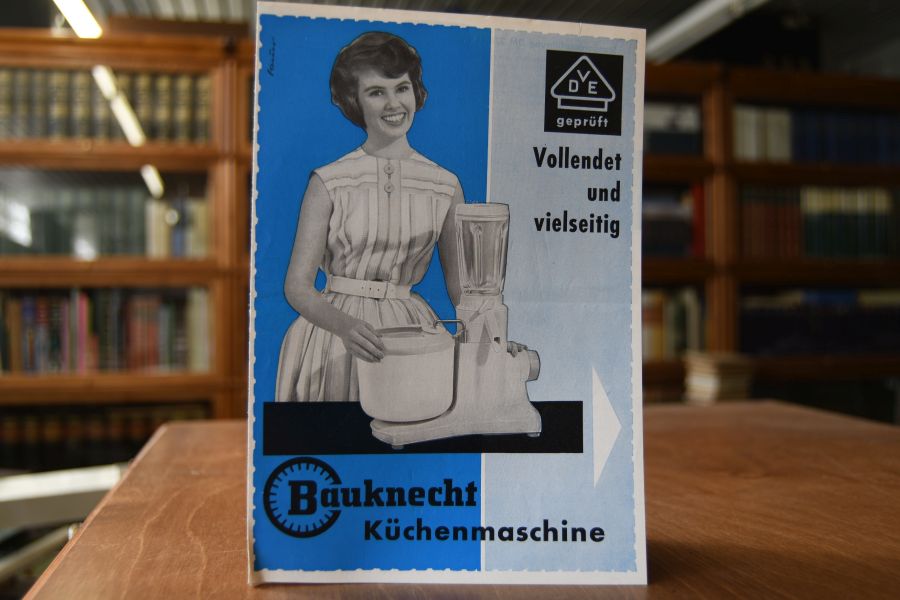 VDE
geprüft
Vollendet
und
vielseitig
Bauknecht
Küchenmaschine